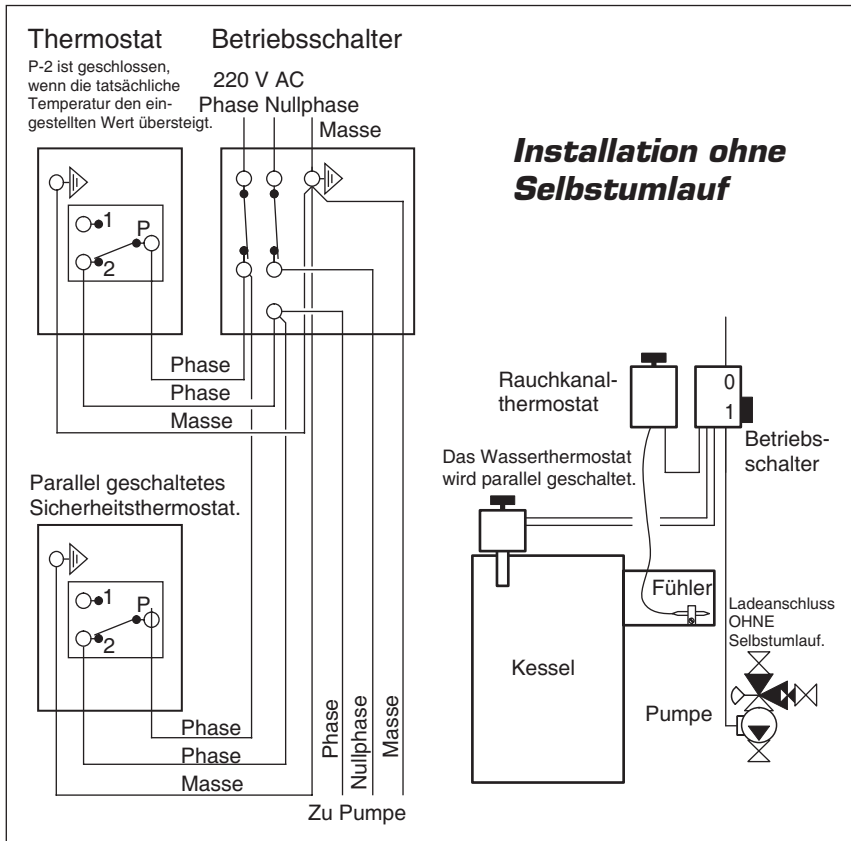 Thermostat
P-2 ist geschlossen,
wenn die tatsächliche
Temperatur den ein-
gestellten Wert übersteigt.
Betriebsschalter
220 V AC
Phase Nullphase
Masse
Installation ohne
Selbstumlauf
1
P
2
Phase
Phase
Masse
Parallel geschaltetes
Sicherheitsthermostat.
1
P
2
Phase
Phase
Masse
Phase
Nullphase
Masse
Zu Pumpe
Rauchkanal-
thermostat
0
1
Betriebs-
schalter
Das Wasserthermostat
wird parallel geschaltet.
Fühler
Kessel
Ladeanschluss
OHNE
Selbstumlauf.
Pumpe